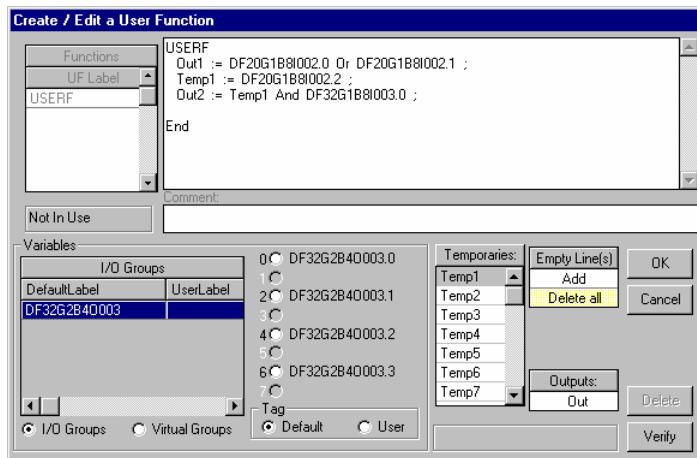 Create / Edit a User Function
Functions
UF Label
USERF
USERF
Out1 := DF20G1B8I002.0 Or DF20G1B8I002.1 ;
Temp1 := DF20G1B8I002.2 ;
Out2 := Temp1 And DF32G1B8I003.0 ;
End
Comment:
Not In Use
Variables
I/O Groups
DefaultLabel UserLabel
DF32G2B4O003
I/O Groups Virtual Groups
0 DF32G2B4O003.0
1
2 DF32G2B4O003.1
3
4 DF32G2B4O003.2
5
6 DF32G2B4O003.3
7
Tag
Default User
Temporaries:
Temp1
Temp2
Temp3
Temp4
Temp5
Temp6
Temp7
Empty Line(s)
Add
Delete all
Outputs:
Out
OK
Cancel
Delete
Verify